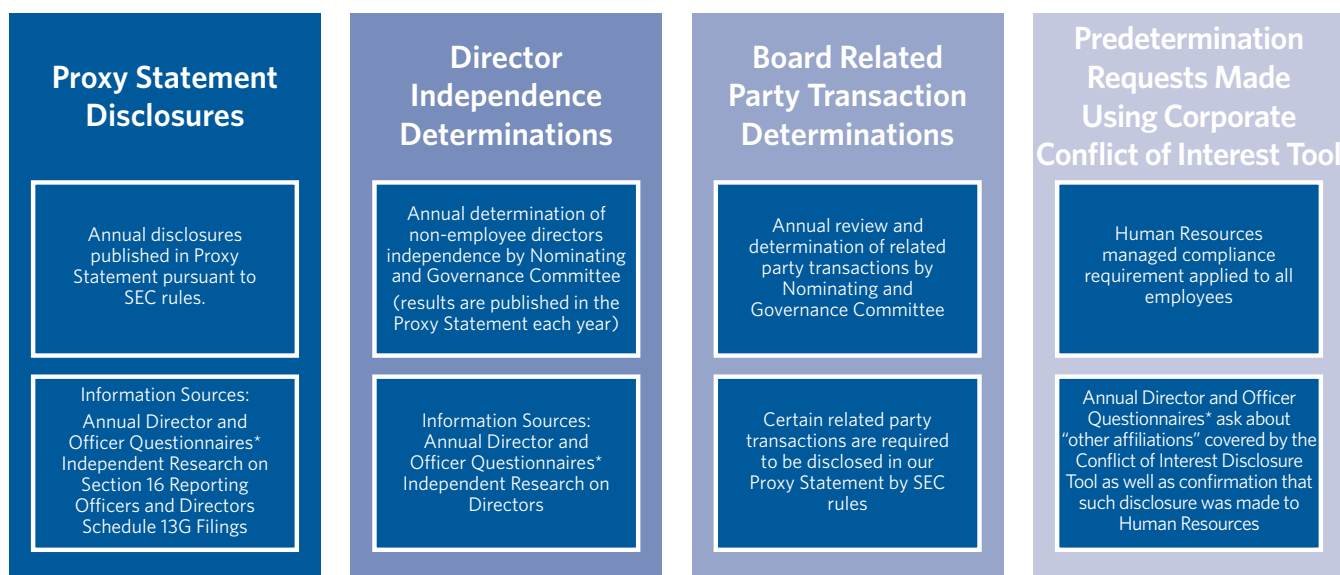 Proxy Statement
Disclosures
Annual disclosures
published in Proxy
Statement pursuant to
SEC rules.
Information Sources:
Annual Director and
Officer Questionnaires*
Independent Research on
Section 16 Reporting
Officers and Directors
Schedule 13G Filings
Director
Independence
Determinations
Annual determination of
non-employee directors
independence by Nominating
and Governance Committee
(results are published in the
Proxy Statement each year)
Information Sources:
Annual Director and
Officer Questionnaires*
Independent Research on
Directors
Board Related
Party Transaction
Determinations
Annual review and
determination of related
party transactions by
Nominating and
Governance Committee
Certain related party
transactions are required
to be disclosed in our
Proxy Statement by SEC
rules
Predetermination
Requests Made
Using Corporate
Conflict of Interest Tool
Human Resources
managed compliance
requirement applied to all
employees
Annual Director and Officer
Questionnaires* ask about
“other affiliations” covered by the
Conflict of Interest Disclosure
Tool as well as confirmation that
such disclosure was made to
Human Resources